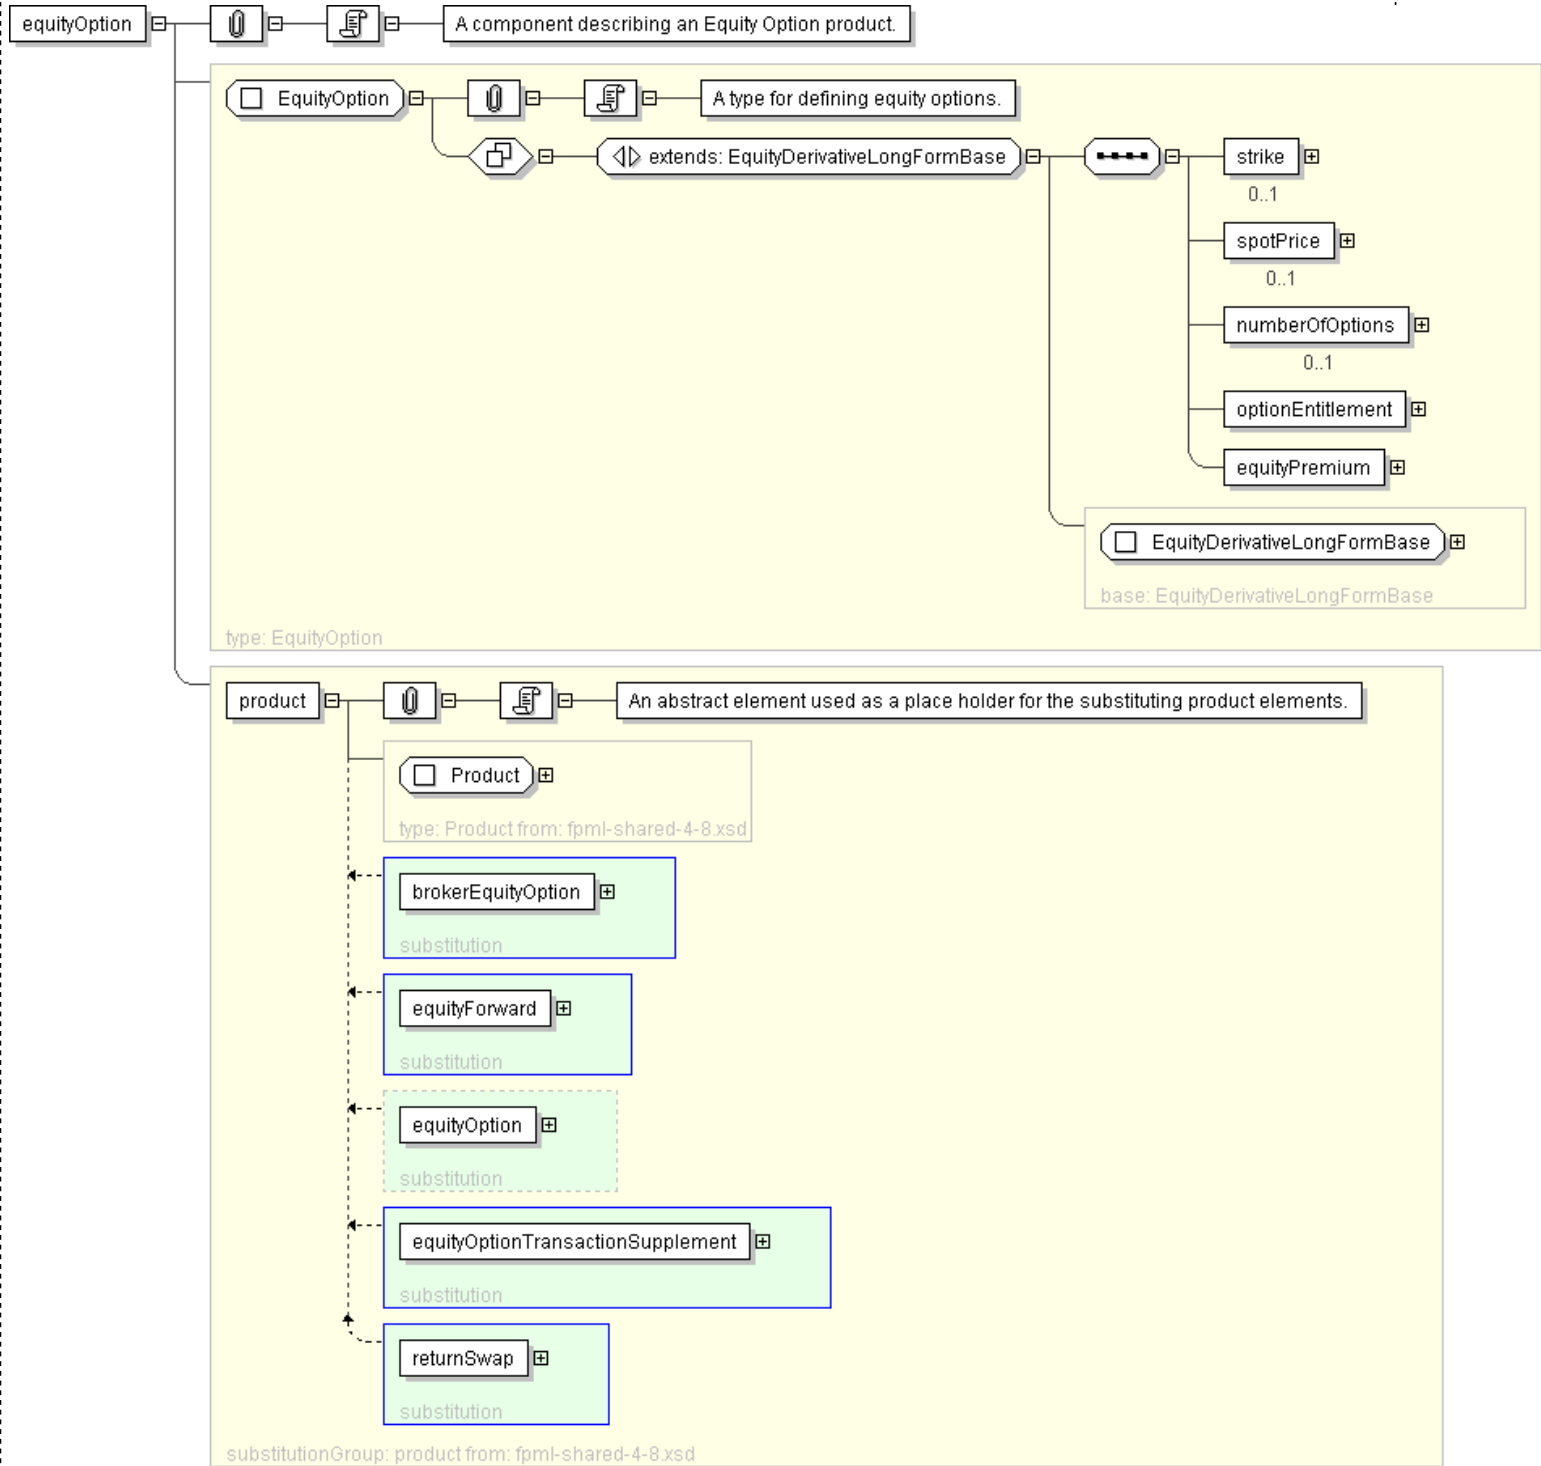 equityOption
A component describing an Equity Option product.
EquityOption
A type for defining equity options.
extends: EquityDerivativeLongFormBase
strike
0..1
spotPrice
0..1
numberOfOptions
0..1
optionEntitlement
equityPremium
EquityDerivativeLongFormBase
base: EquityDerivativeLongFormBase
type: EquityOption
product
An abstract element used as a place holder for the substituting product elements.
Product
type: Product from: fpml-shared-4-8.xsd
brokerEquityOption
substitution
equityForward
substitution
equityOption
substitution
equityOptionTransactionSupplement
substitution
returnSwap
substitution
substitutionGroup: product from: fpml-shared-4-8.xsd